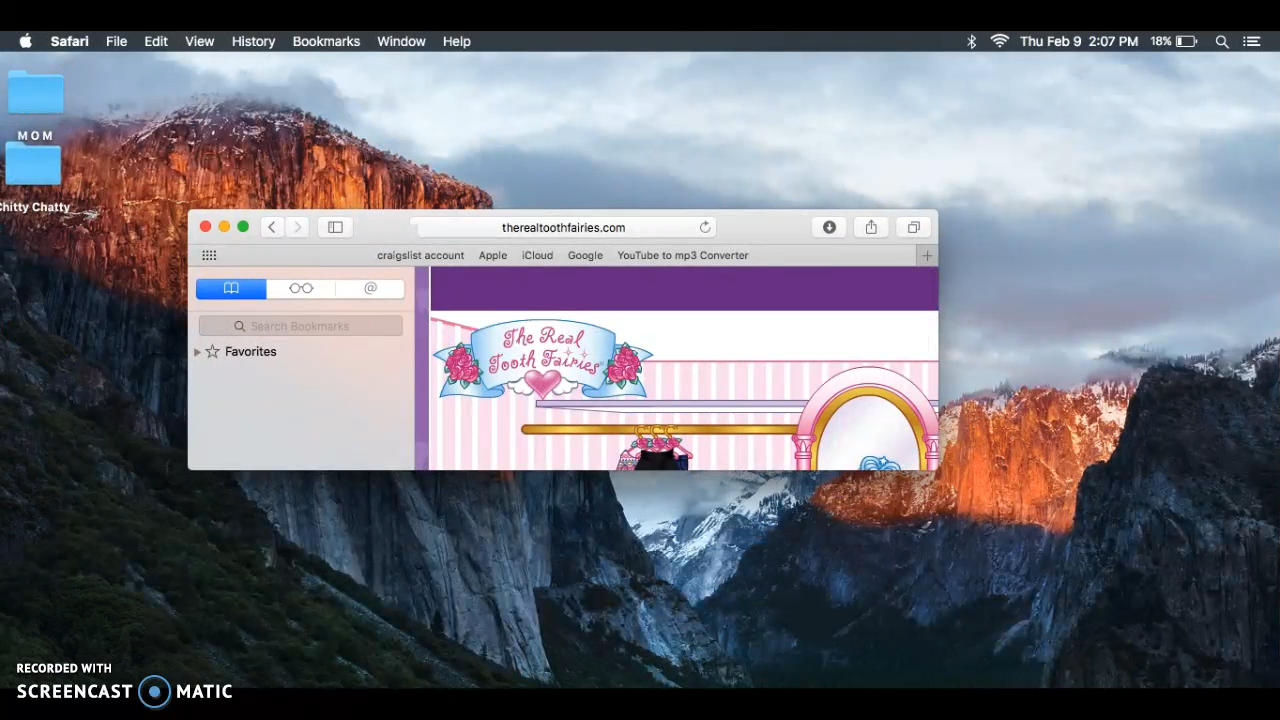 Safari File Edit View History Bookmarks Window Help Thu Feb 9 2:07 PM 18%
M O M
Chitty Chatty
therealtoothfairies.com
craigslist account Apple iCloud Google YouTube to mp3 Converter
@
Search Bookmarks
Favorites
The Real
Tooth Fairies
RECORDED WITH
SCREENCAST MATIC